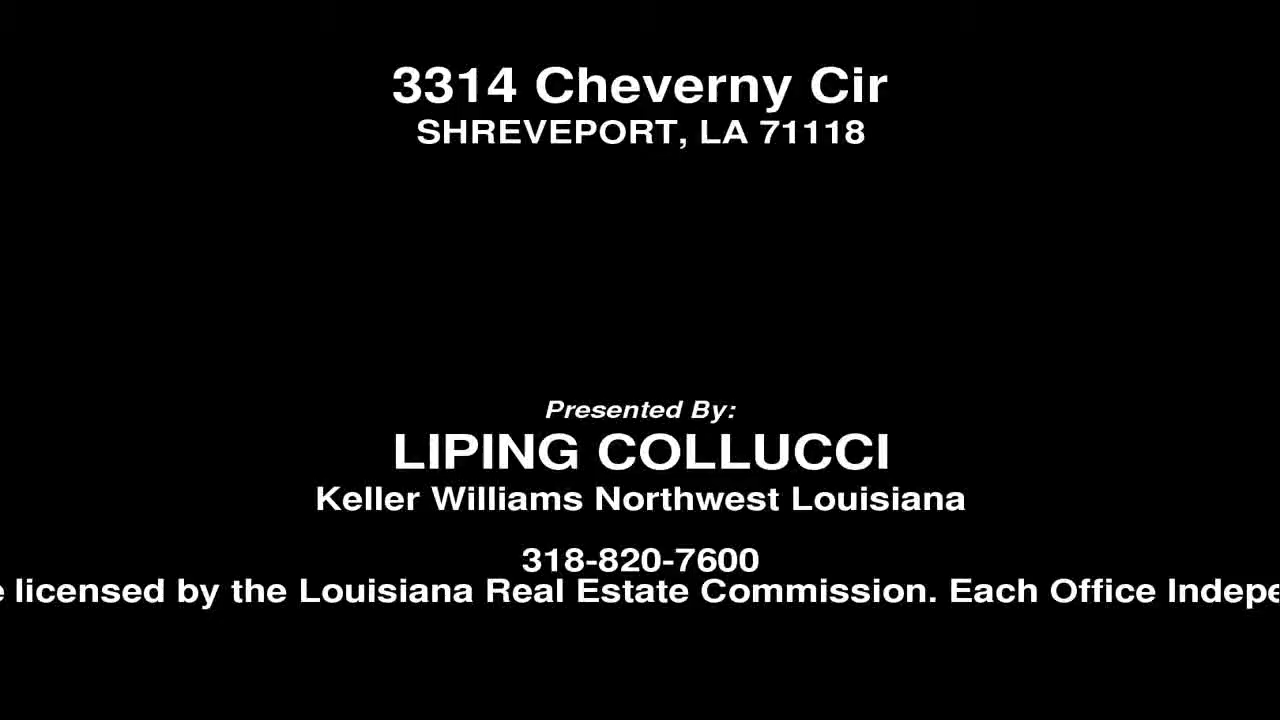 3314 Cheverny Cir
SHREVEPORT, LA 71118
Presented By:
LIPING COLLUCCI
Keller Williams Northwest Louisiana
318-820-7600
licensed by the Louisiana Real Estate Commission. Each Office